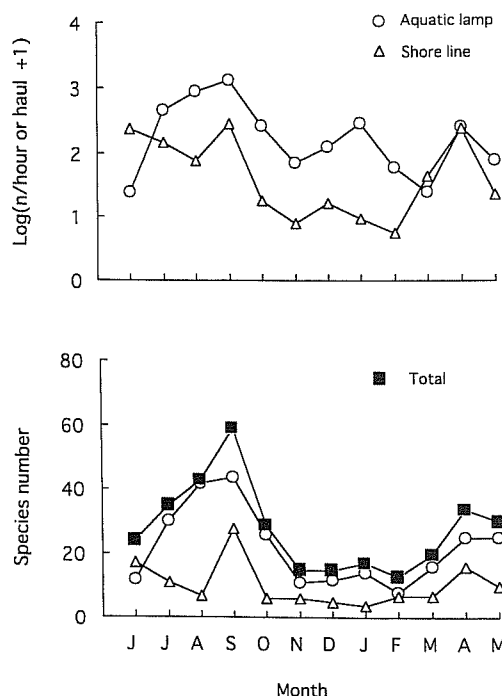 Aquatic lamp
Shore line
Log(n/hour or haul +1)
4
3
2
1
0
Total
Species number
80
60
40
20
0
J J A S O N D J F M A M
Month